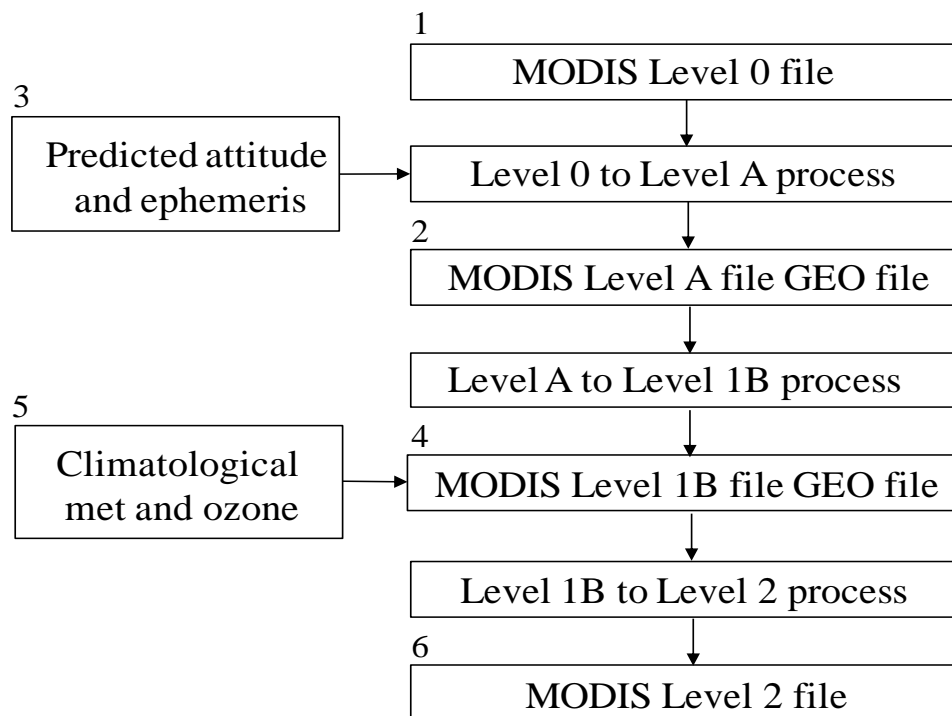 1
MODIS Level 0 file
3
Predicted attitude
and ephemeris
Level 0 to Level A process
2
MODIS Level A file GEO file
Level A to Level 1B process
5
Climatological
met and ozone
4
MODIS Level 1B file GEO file
Level 1B to Level 2 process
6
MODIS Level 2 file